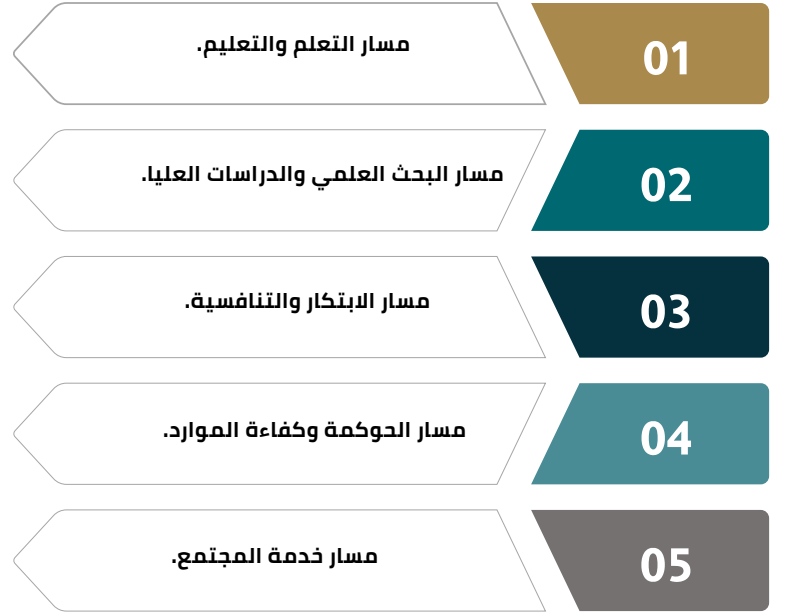 01
مسار التعلم والتعليم.
02
مسار البحث العلمي والدراسات العليا.
03
مسار الابتكار والتنافسية.
04
مسار الحوكمة وكفاءة الموارد.
05
مسار خدمة المجتمع.